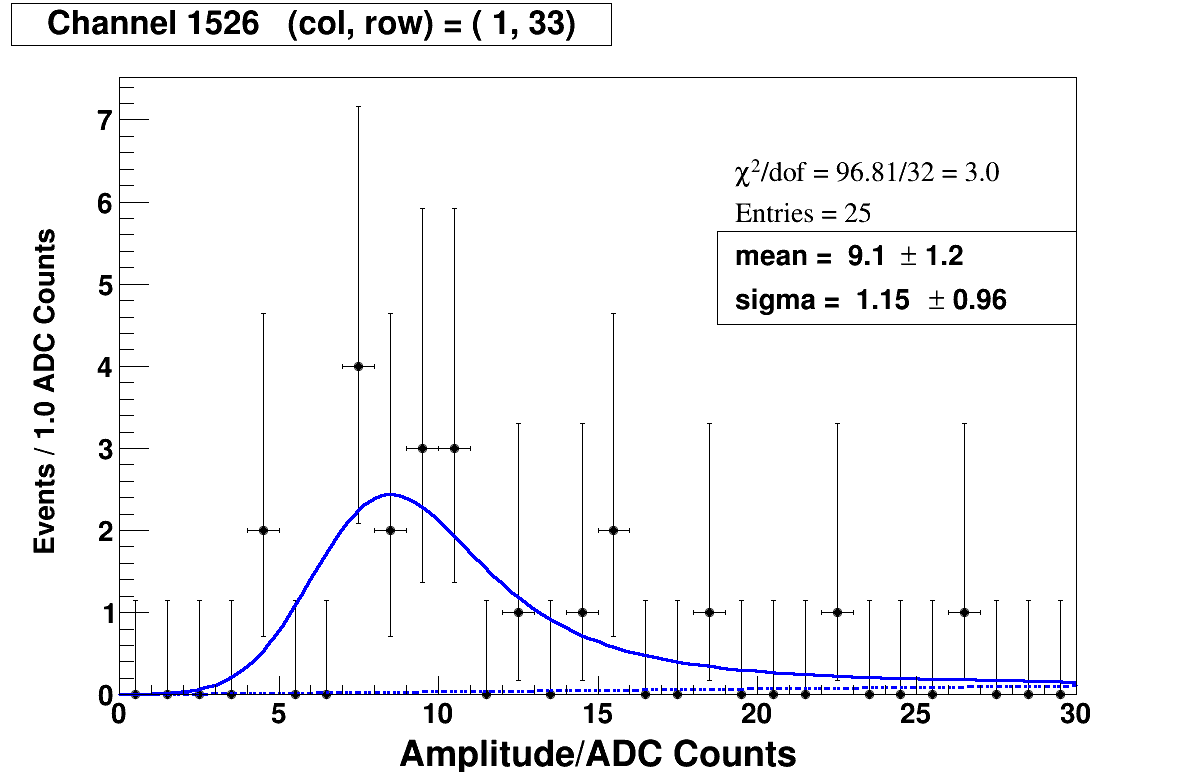 Channel 1526 (col, row) = ( 1, 33)
χ²/dof = 96.81/32 = 3.0
Entries = 25
mean = 9.1 ± 1.2
sigma = 1.15 ± 0.96
Events / 1.0 ADC Counts
7
6
5
4
3
2
1
0
0 5 10 15 20 25 30
Amplitude/ADC Counts